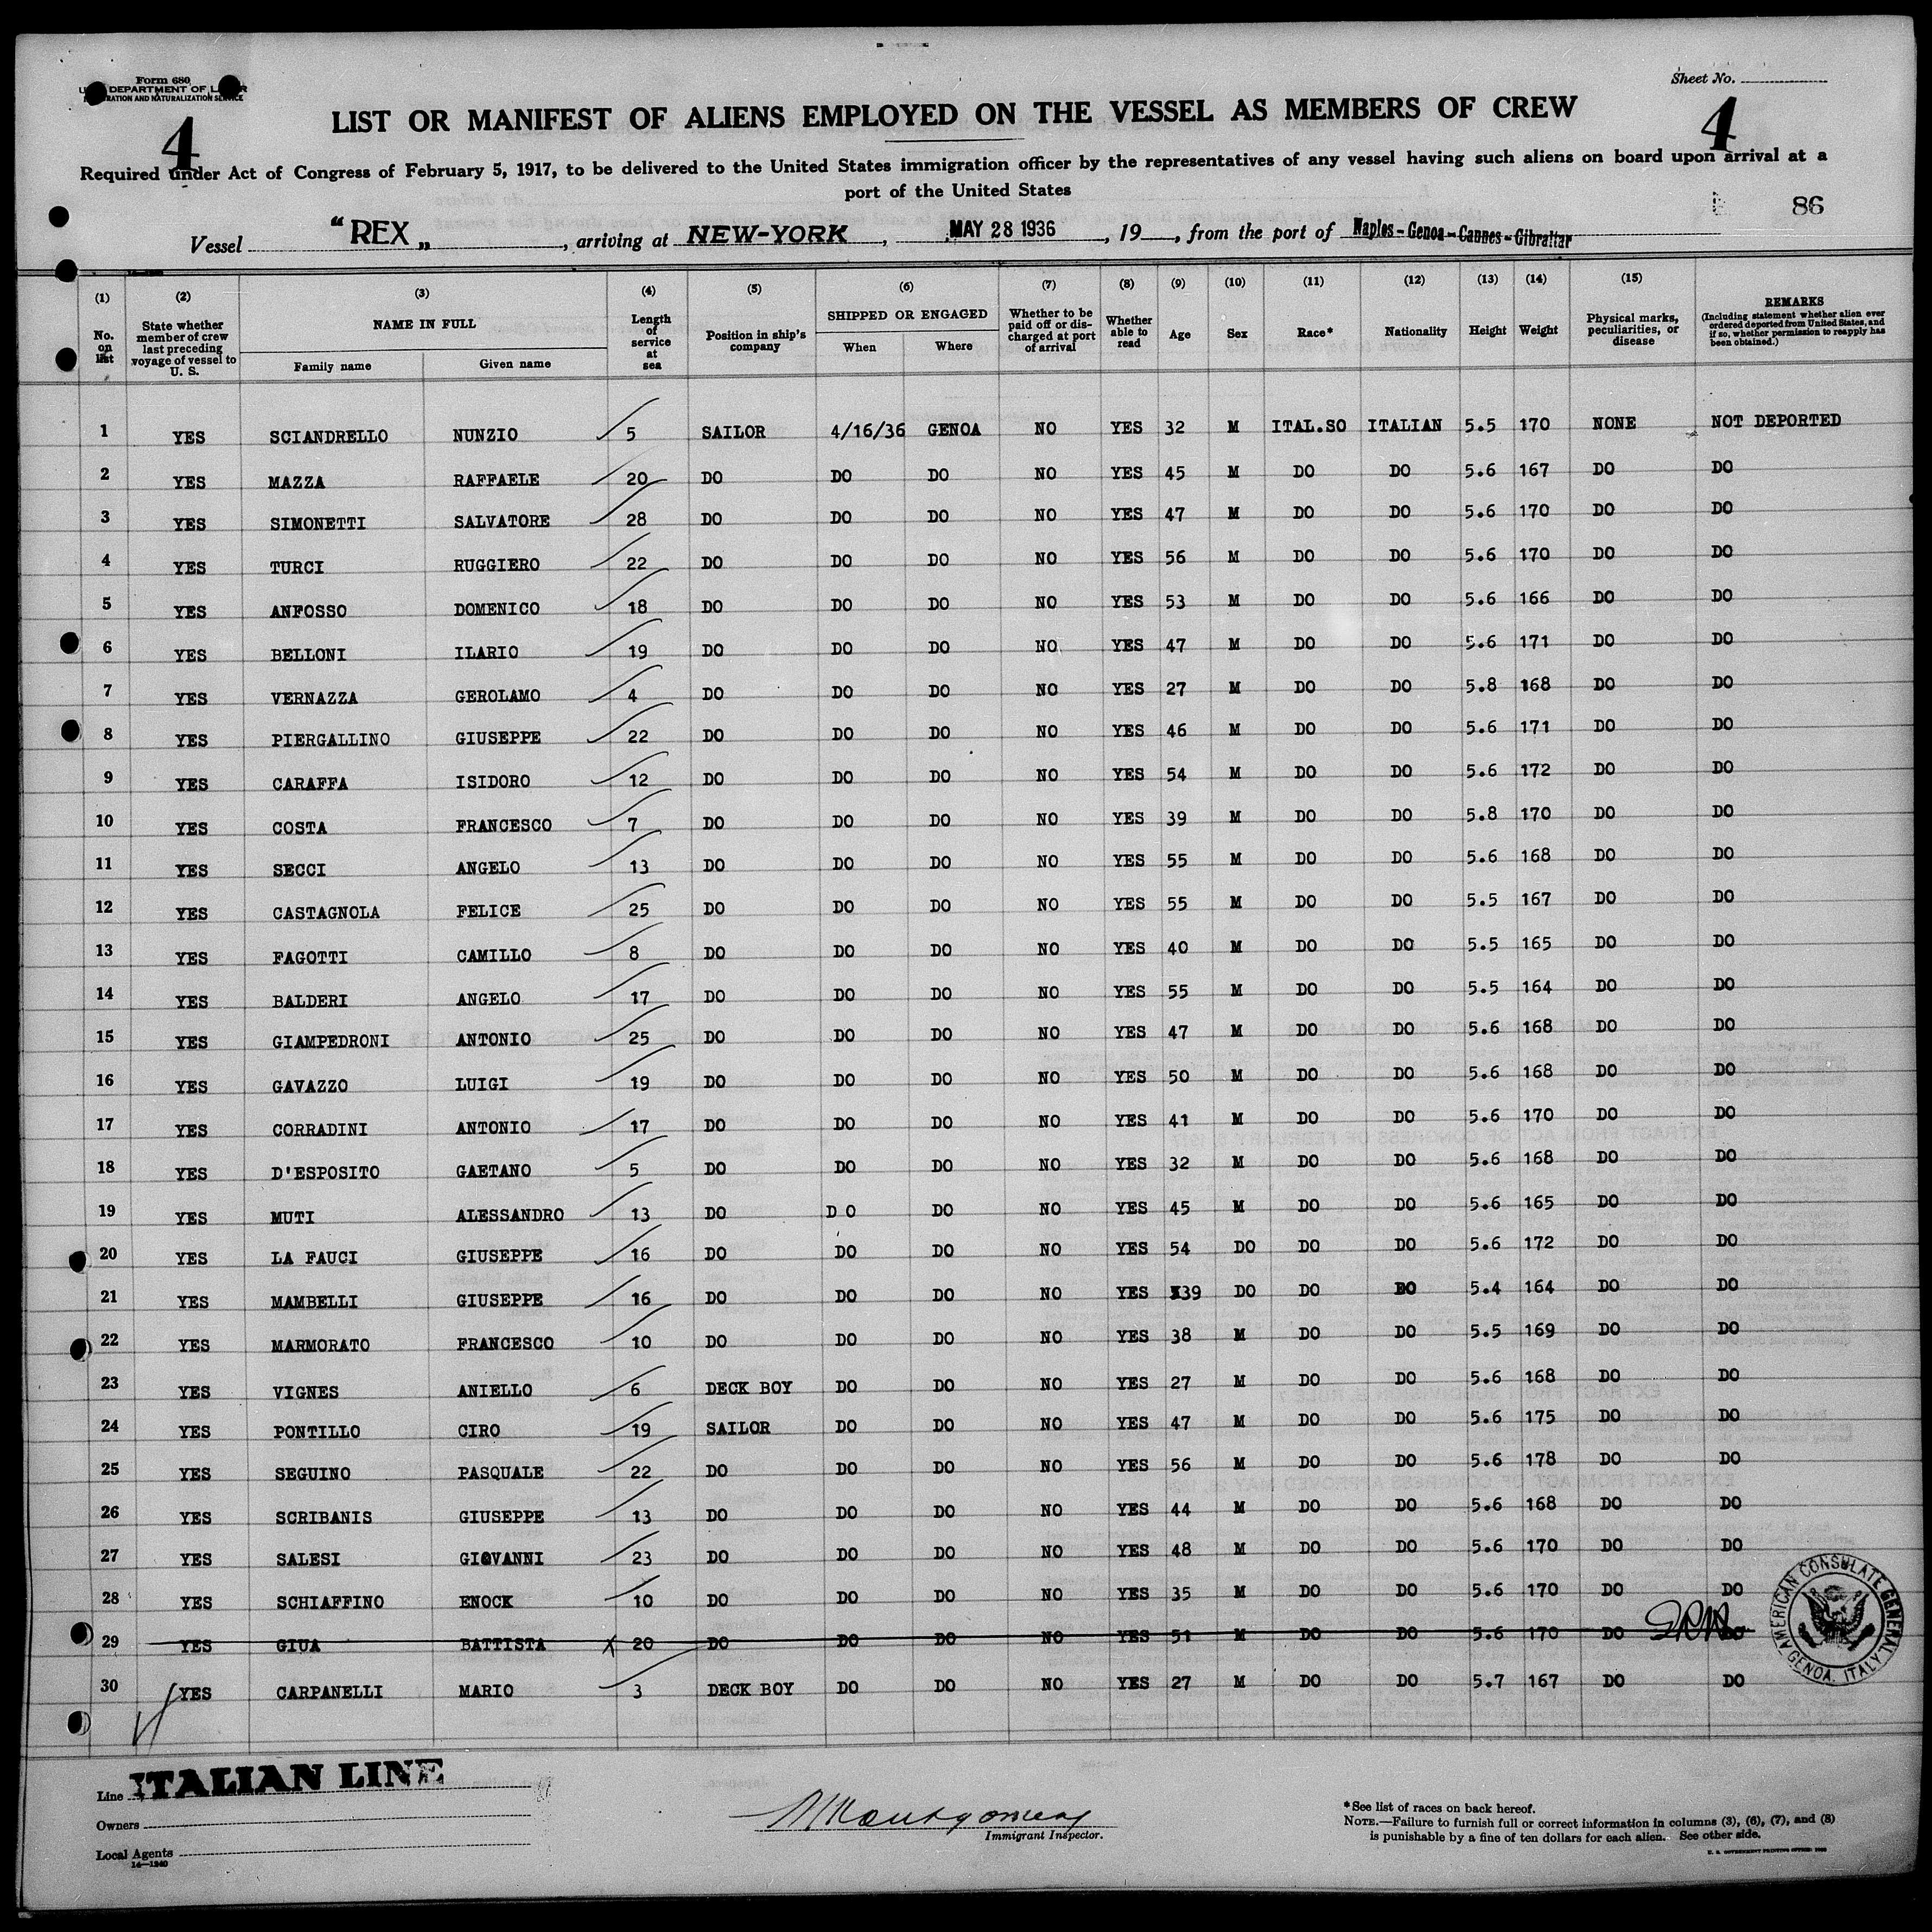 Form 680
U. S. DEPARTMENT OF LABOR
IMMIGRATION AND NATURALIZATION SERVICE
Sheet No.
4
LIST OR MANIFEST OF ALIENS EMPLOYED ON THE VESSEL AS MEMBERS OF CREW
4
Required under Act of Congress of February 5, 1917, to be delivered to the United States immigration officer by the representatives of any vessel having such aliens on board upon arrival at a
port of the United States
86
Vessel "REX„, arriving at NEW-YORK, MAY 28 1936, 19, from the port of Naples-Genoa-Cannes-Gibraltar
(1) (2) (3) (4) (5) (6) (7) (8) (9) (10) (11) (12) (13) (14) (15)
No. on list State whether member of crew last preceding voyage of vessel to U. S. NAME IN FULL Family name Given name Length of service at sea Position in ship's company SHIPPED OR ENGAGED When Where Whether to be paid off or discharged at port of arrival Whether able to read Age Sex Race* Nationality Height Weight Physical marks, peculiarities, or disease REMARKS (Including statement whether alien ever ordered deported from United States, and if so, whether permission to reapply has been obtained.)
1 YES SCIANDRELLO NUNZIO 5 SAILOR 4/16/36 GENOA NO YES 32 M ITAL.SO ITALIAN 5.5 170 NONE NOT DEPORTED
2 YES MAZZA RAFFAELE 20 DO DO DO NO YES 45 M DO DO 5.6 167 DO DO
3 YES SIMONETTI SALVATORE 28 DO DO DO NO YES 47 M DO DO 5.6 170 DO DO
4 YES TURCI RUGGIERO 22 DO DO DO NO YES 56 M DO DO 5.6 170 DO DO
5 YES ANFOSSO DOMENICO 18 DO DO DO NO YES 53 M DO DO 5.6 166 DO DO
6 YES BELLONI ILARIO 19 DO DO DO NO YES 47 M DO DO 5.6 171 DO DO
7 YES VERNAZZA GEROLAMO 4 DO DO DO NO YES 27 M DO DO 5.8 168 DO DO
8 YES PIERGALLINO GIUSEPPE 22 DO DO DO NO YES 46 M DO DO 5.6 171 DO DO
9 YES CARAFFA ISIDORO 12 DO DO DO NO YES 54 M DO DO 5.6 172 DO DO
10 YES COSTA FRANCESCO 7 DO DO DO NO YES 39 M DO DO 5.8 170 DO DO
11 YES SECCI ANGELO 13 DO DO DO NO YES 55 M DO DO 5.6 168 DO DO
12 YES CASTAGNOLA FELICE 25 DO DO DO NO YES 55 M DO DO 5.5 167 DO DO
13 YES FAGOTTI CAMILLO 8 DO DO DO NO YES 40 M DO DO 5.5 165 DO DO
14 YES BALDERI ANGELO 17 DO DO DO NO YES 55 M DO DO 5.5 164 DO DO
15 YES GIAMPEDRONI ANTONIO 25 DO DO DO NO YES 47 M DO DO 5.6 168 DO DO
16 YES GAVAZZO LUIGI 19 DO DO DO NO YES 50 M DO DO 5.6 168 DO DO
17 YES CORRADINI ANTONIO 17 DO DO DO NO YES 41 M DO DO 5.6 170 DO DO
18 YES D'ESPOSITO GAETANO 5 DO DO DO NO YES 32 M DO DO 5.6 168 DO DO
19 YES MUTI ALESSANDRO 13 DO D O DO NO YES 45 M DO DO 5.6 165 DO DO
20 YES LA FAUCI GIUSEPPE 16 DO DO DO NO YES 54 DO DO DO 5.6 172 DO DO
21 YES MAMBELLI GIUSEPPE 16 DO DO DO NO YES 39 DO DO DO 5.4 164 DO DO
22 YES MARMORATO FRANCESCO 10 DO DO DO NO YES 38 M DO DO 5.5 169 DO DO
23 YES VIGNES ANIELLO 6 DECK BOY DO DO NO YES 27 M DO DO 5.6 168 DO DO
24 YES PONTILLO CIRO 19 SAILOR DO DO NO YES 47 M DO DO 5.6 175 DO DO
25 YES SEGUINO PASQUALE 22 DO DO DO NO YES 56 M DO DO 5.6 178 DO DO
26 YES SCRIBANIS GIUSEPPE 13 DO DO DO NO YES 44 M DO DO 5.6 168 DO DO
27 YES SALESI GIOVANNI 23 DO DO DO NO YES 48 M DO DO 5.6 170 DO DO
28 YES SCHIAFFINO ENOCK 10 DO DO DO NO YES 35 M DO DO 5.6 170 DO DO
29 YES GIUA BATTISTA X 20 DO DO DO NO YES 51 M DO DO 5.6 170 DO DO
30 YES CARPANELLI MARIO 3 DECK BOY DO DO NO YES 27 M DO DO 5.7 167 DO DO
AMERICAN CONSULATE GENERAL
GENOA, ITALY
Line ITALIAN LINE
Owners
Local Agents
14—1240
Montgomery
Immigrant Inspector.
*See list of races on back hereof.
NOTE.—Failure to furnish full or correct information in columns (3), (6), (7), and (8)
is punishable by a fine of ten dollars for each alien. See other side.